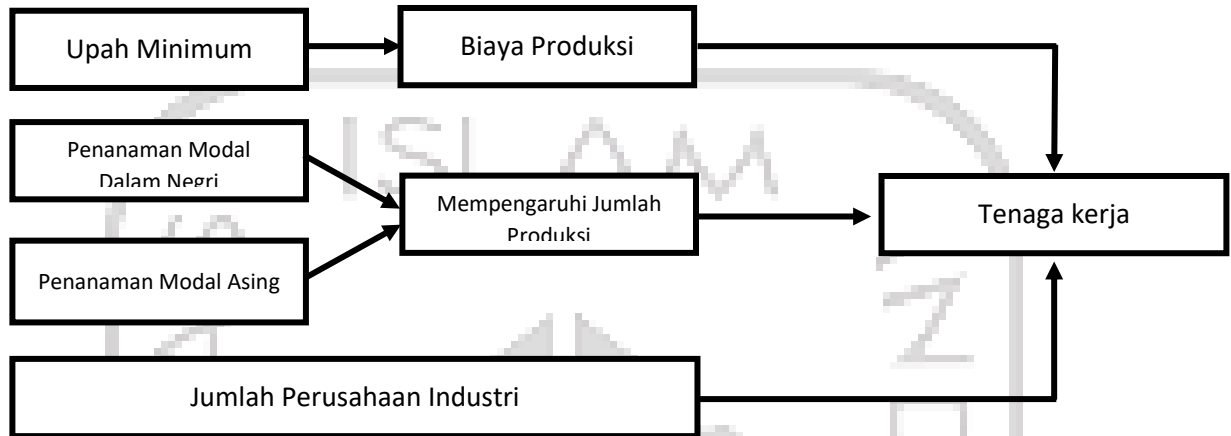 Upah Minimum
Biaya Produksi
Penanaman Modal
Dalam Negri
Mempengaruhi Jumlah
Produksi
Tenaga kerja
Penanaman Modal Asing
Jumlah Perusahaan Industri
ISLAM